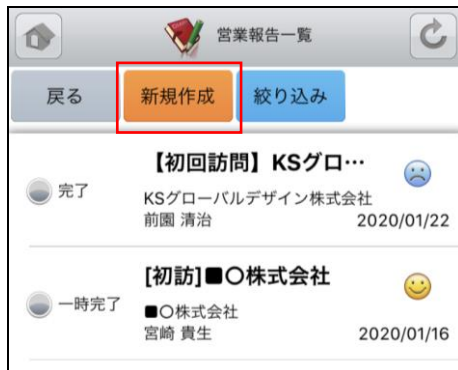 営業報告一覧
戻る 新規作成 絞り込み
【初回訪問】KSグロ…
完了
KSグローバルデザイン株式会社
前園 清治 2020/01/22
[初訪]■〇株式会社
一時完了
■〇株式会社
宮崎 貴生 2020/01/16